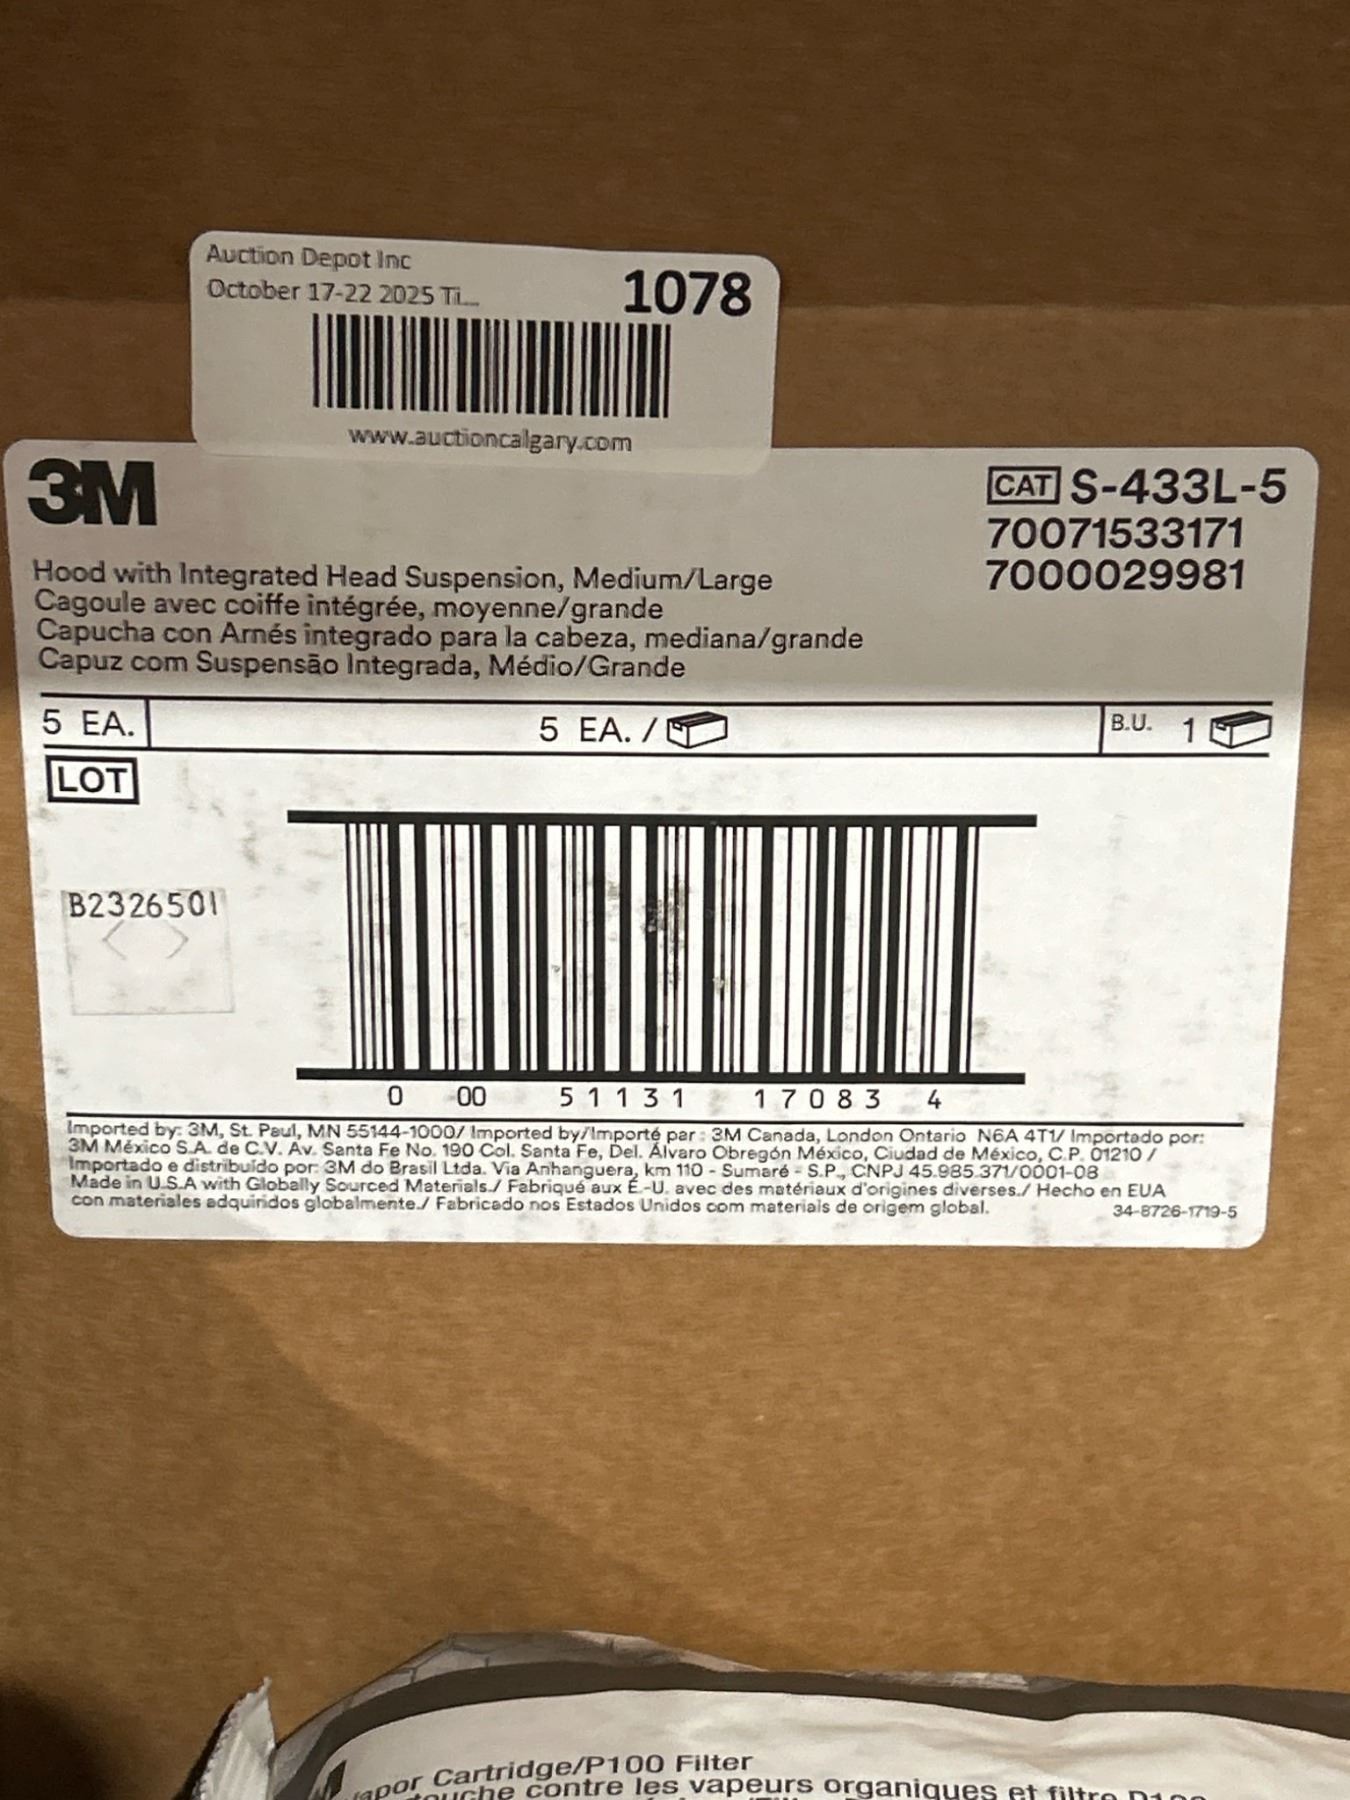 Auction Depot Inc
October 17-22 2025 Ti...
1078
www.auctioncalgary.com
3M
CAT S-433L-5
70071533171
7000029981
Hood with Integrated Head Suspension, Medium/Large
Cagoule avec coiffe intégrée, moyenne/grande
Capucha con Arnés integrado para la cabeza, mediana/grande
Capuz com Suspensão Integrada, Médio/Grande
5 EA.
5 EA. /
B.U. 1
LOT
B2326501
0 00 51131 17083 4
Imported by: 3M, St. Paul, MN 55144-1000/ Imported by/Importé par : 3M Canada, London Ontario N6A 4T1/ Importado por:
3M México S.A. de C.V. Av. Santa Fe No. 190 Col. Santa Fe, Del. Álvaro Obregón México, Ciudad de México, C.P. 01210 /
Importado e distribuído por: 3M do Brasil Ltda. Via Anhanguera, km 110 - Sumaré - S.P., CNPJ 45.985.371/0001-08
Made in U.S.A with Globally Sourced Materials./ Fabriqué aux É.-U. avec des matériaux d'origines diverses./ Hecho en EUA
con materiales adquiridos globalmente./ Fabricado nos Estados Unidos com materiais de origem global.
34-8726-1719-5
Cartridge/P100 Filter
contre les vapeurs organiques et filtre